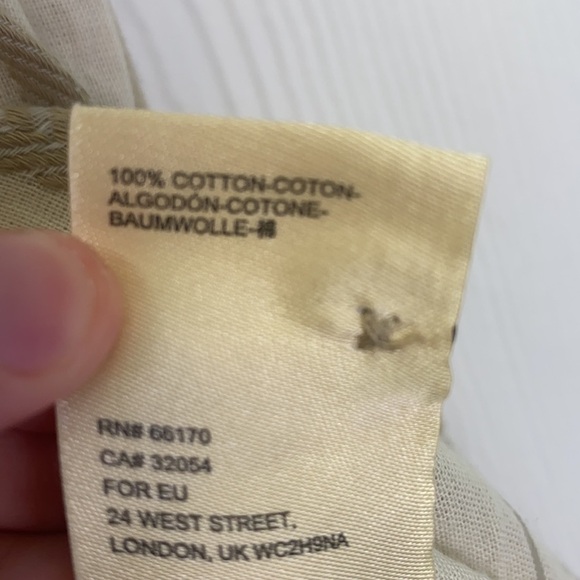 100% COTTON-COTON-
ALGODÓN-COTONE-
BAUMWOLLE-棉
RN# 66170
CA# 32054
FOR EU
24 WEST STREET,
LONDON, UK WC2H9NA